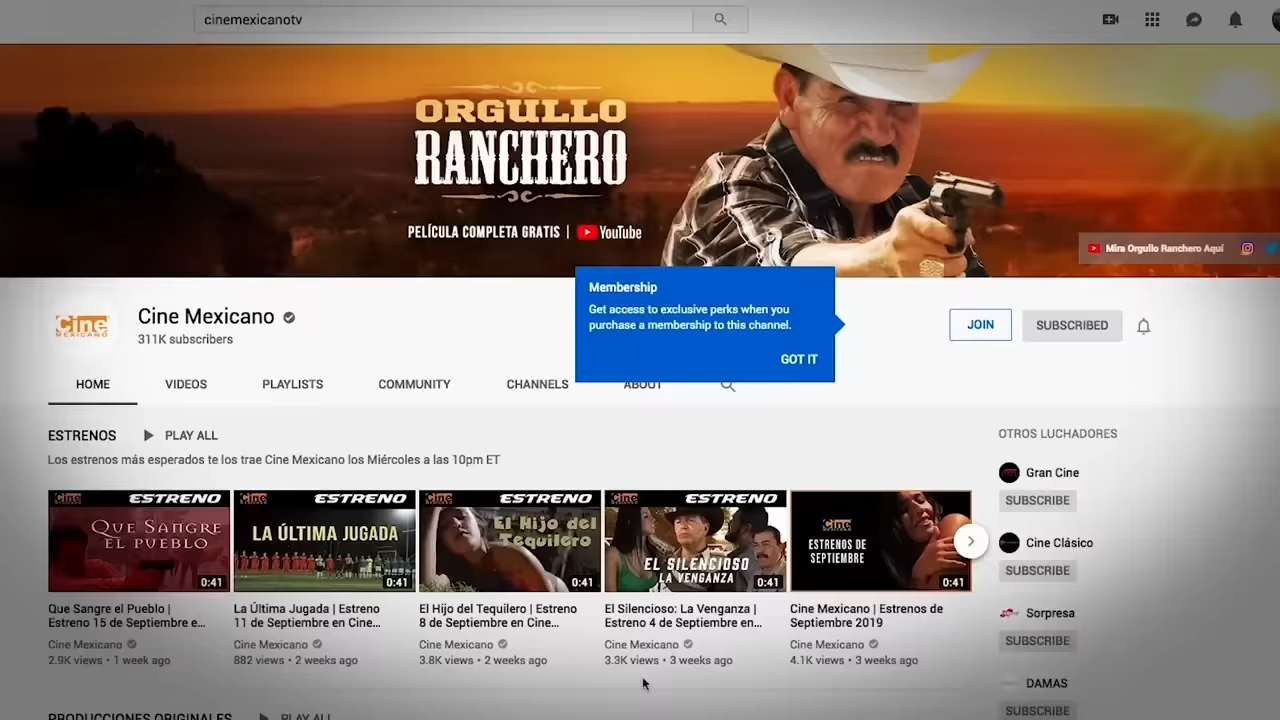 cinemexicanotv
ORGULLO
RANCHERO
PELÍCULA COMPLETA GRATIS | YouTube
Mira Orgullo Ranchero Aquí
Membership
Get access to exclusive perks when you
purchase a membership to this channel.
GOT IT
Cine
MEXICANO
Cine Mexicano
311K subscribers
JOIN
SUBSCRIBED
HOME VIDEOS PLAYLISTS COMMUNITY CHANNELS ABOUT
ESTRENOS PLAY ALL
Los estrenos más esperados te los trae Cine Mexicano los Miércoles a las 10pm ET
Cine ESTRENO
QUE SANGRE
EL PUEBLO
0:41
Que Sangre el Pueblo |
Estreno 15 de Septiembre e...
Cine Mexicano
2.9K views • 1 week ago
Cine ESTRENO
LA ÚLTIMA JUGADA
0:41
La Última Jugada | Estreno
11 de Septiembre en Cine...
Cine Mexicano
882 views • 2 weeks ago
Cine ESTRENO
El Hijo del
Tequilero
0:41
El Hijo del Tequilero | Estreno
8 de Septiembre en Cine...
Cine Mexicano
3.8K views • 2 weeks ago
Cine ESTRENO
EL SILENCIOSO
LA VENGANZA
0:41
El Silencioso: La Venganza |
Estreno 4 de Septiembre en...
Cine Mexicano
3.3K views • 3 weeks ago
Cine
MEXICANO
ESTRENOS DE
SEPTIEMBRE
0:41
Cine Mexicano | Estrenos de
Septiembre 2019
Cine Mexicano
4.1K views • 3 weeks ago
OTROS LUCHADORES
Gran Cine
SUBSCRIBE
Cine Clásico
SUBSCRIBE
Sorpresa
SUBSCRIBE
DAMAS
SUBSCRIBE
PRODUCCIONES ORIGINALES PLAY ALL